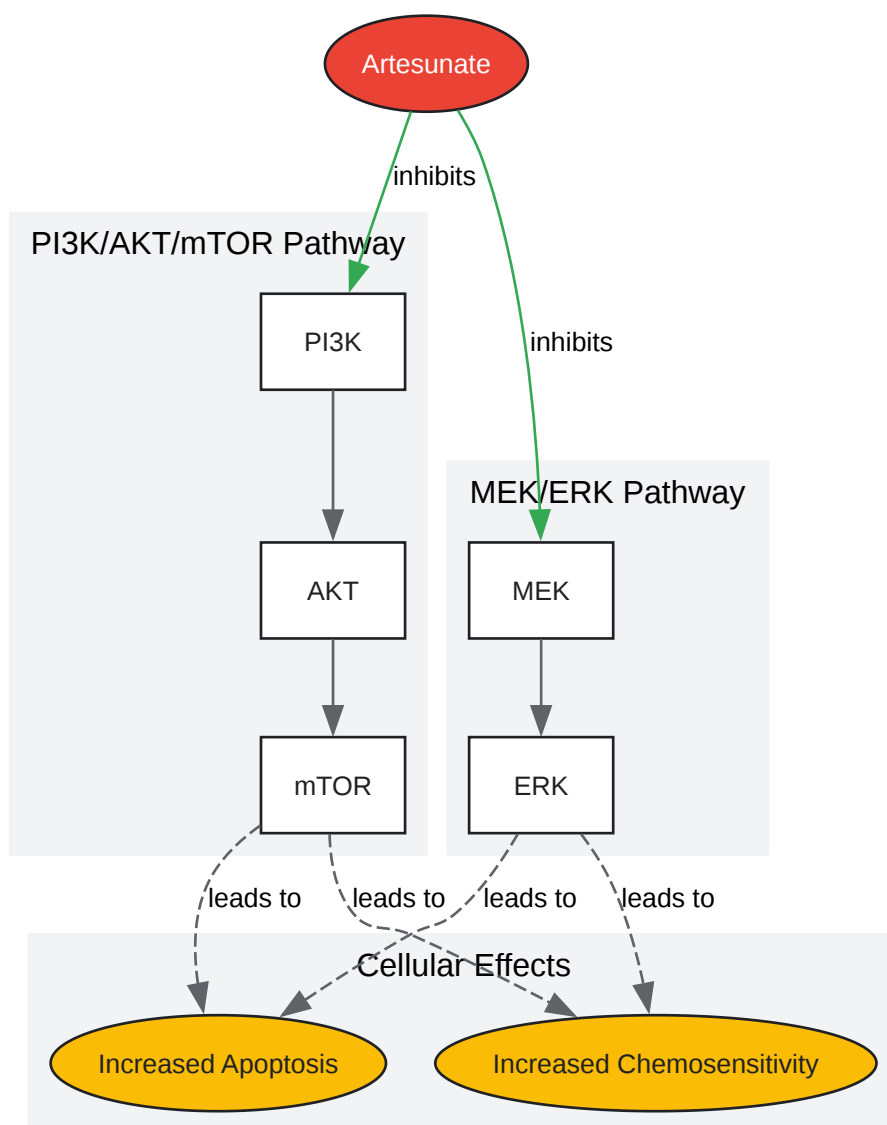 Artesunate
inhibits
PI3K/AKT/mTOR Pathway
PI3K
inhibits
MEK/ERK Pathway
AKT
MEK
mTOR
ERK
leads to
leads to
leads to
leads to
Cellular Effects
Increased Apoptosis
Increased Chemosensitivity